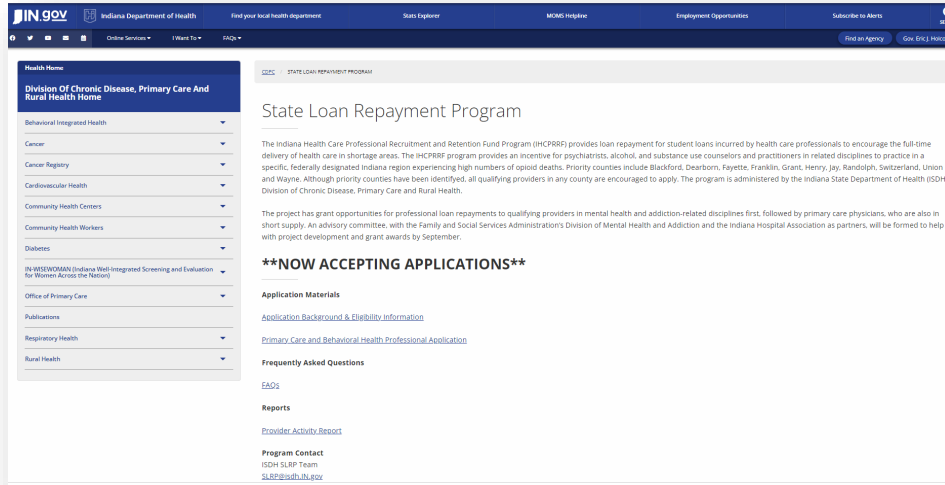 IN.gov
Indiana Department of Health
Find your local health department
Stats Explorer
MOMS Helpline
Employment Opportunities
Subscribe to Alerts
Online Services
I Want To
FAQs
Find an Agency
Gov. Eric J. Holco
Health Home
Division Of Chronic Disease, Primary Care And
Rural Health Home
Behavioral Integrated Health
Cancer
Cancer Registry
Cardiovascular Health
Community Health Centers
Community Health Workers
Diabetes
IN-WISEWOMAN (Indiana Well-Integrated Screening and Evaluation
for Women Across the Nation)
Office of Primary Care
Publications
Respiratory Health
Rural Health
CDPC / STATE LOAN REPAYMENT PROGRAM
State Loan Repayment Program
The Indiana Health Care Professional Recruitment and Retention Fund Program (IHCPRRF) provides loan repayment for student loans incurred by health care professionals to encourage the full-time
delivery of health care in shortage areas. The IHCPRRF program provides an incentive for psychiatrists, alcohol, and substance use counselors and practitioners in related disciplines to practice in a
specific, federally designated Indiana region experiencing high numbers of opioid deaths. Priority counties include Blackford, Dearborn, Fayette, Franklin, Grant, Henry, Jay, Randolph, Switzerland, Union
and Wayne. Although priority counties have been identifyed, all qualifying providers in any county are encouraged to apply. The program is administered by the Indiana State Department of Health (ISDH
Division of Chronic Disease, Primary Care and Rural Health.
The project has grant opportunities for professional loan repayments to qualifying providers in mental health and addiction-related disciplines first, followed by primary care physicians, who are also in
short supply. An advisory committee, with the Family and Social Services Administration's Division of Mental Health and Addiction and the Indiana Hospital Association as partners, will be formed to help
with project development and grant awards by September.
**NOW ACCEPTING APPLICATIONS**
Application Materials
Application Background & Eligibility Information
Primary Care and Behavioral Health Professional Application
Frequently Asked Questions
FAQs
Reports
Provider Activity Report
Program Contact
ISDH SLRP Team
SLRP@isdh.IN.gov